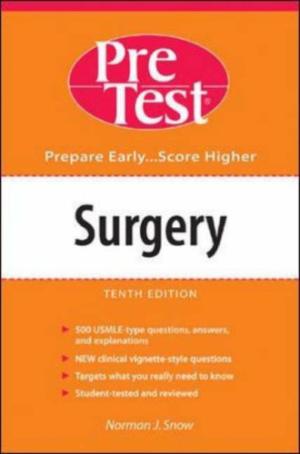 Pre
Test®
Prepare Early...Score Higher
Surgery
TENTH EDITION
500 USMLE-type questions, answers,
and explanations
NEW clinical vignette-style questions
Targets what you really need to know
Student-tested and reviewed
Norman J. Snow